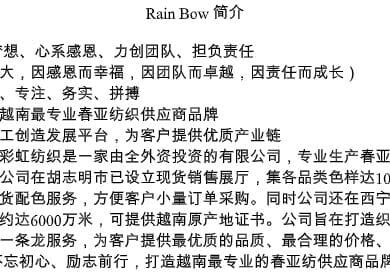 Rain Bow 简介
梦想、心系感恩、力创团队、担负责任
大，因感恩而幸福，因团队而卓越，因责任而成长）
、专注、务实、拼搏
越南最专业春亚纺织供应商品牌
工创造发展平台，为客户提供优质产业链
彩虹纺织是一家由全外资投资的有限公司，专业生产春亚
公司在胡志明市已设立现货销售展厅，集各品类色样达10
货配色服务，方便客户小量订单采购。同时公司还在西宁
约达6000万米，可提供越南原产地证书。公司旨在打造织
一条龙服务，为客户提供最优质的品质、最合理的价格、
不忘初心、励志前行，打造越南最专业的春亚纺供应商品牌